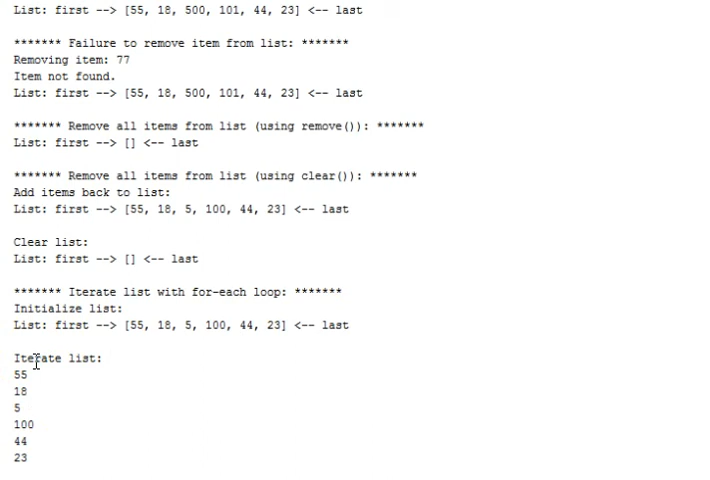 List: first --> [55, 18, 500, 101, 44, 23] <-- last
******* Failure to remove item from list: *******
Removing item: 77
Item not found.
List: first --> [55, 18, 500, 101, 44, 23] <-- last
******* Remove all items from list (using remove()): *******
List: first --> [] <-- last
******* Remove all items from list (using clear()): *******
Add items back to list:
List: first --> [55, 18, 5, 100, 44, 23] <-- last
Clear list:
List: first --> [] <-- last
******* Iterate list with for-each loop: *******
Initialize list:
List: first --> [55, 18, 5, 100, 44, 23] <-- last
Iterate list:
55
18
5
100
44
23